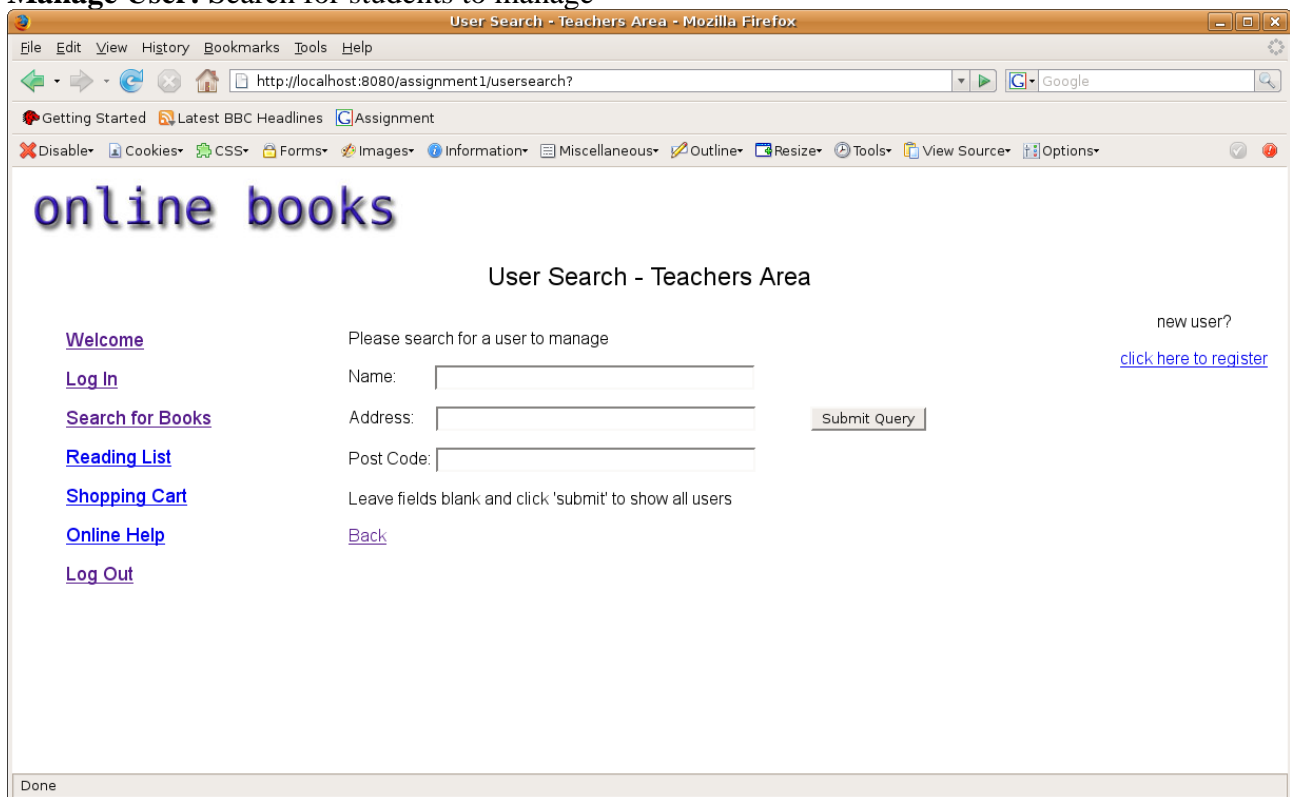 Manage User: Search for students to manage
User Search - Teachers Area - Mozilla Firefox
File Edit View History Bookmarks Tools Help
http://localhost:8080/assignment1/usersearch?
G Google
Getting Started Latest BBC Headlines GAssignment
Disable Cookies CSS Forms Images Information Miscellaneous Outline Resize Tools View Source Options
online books
User Search - Teachers Area
Welcome
Log In
Search for Books
Reading List
Shopping Cart
Online Help
Log Out
Please search for a user to manage
Name:
Address:
Submit Query
Post Code:
Leave fields blank and click 'submit' to show all users
Back
new user?
click here to register
Done